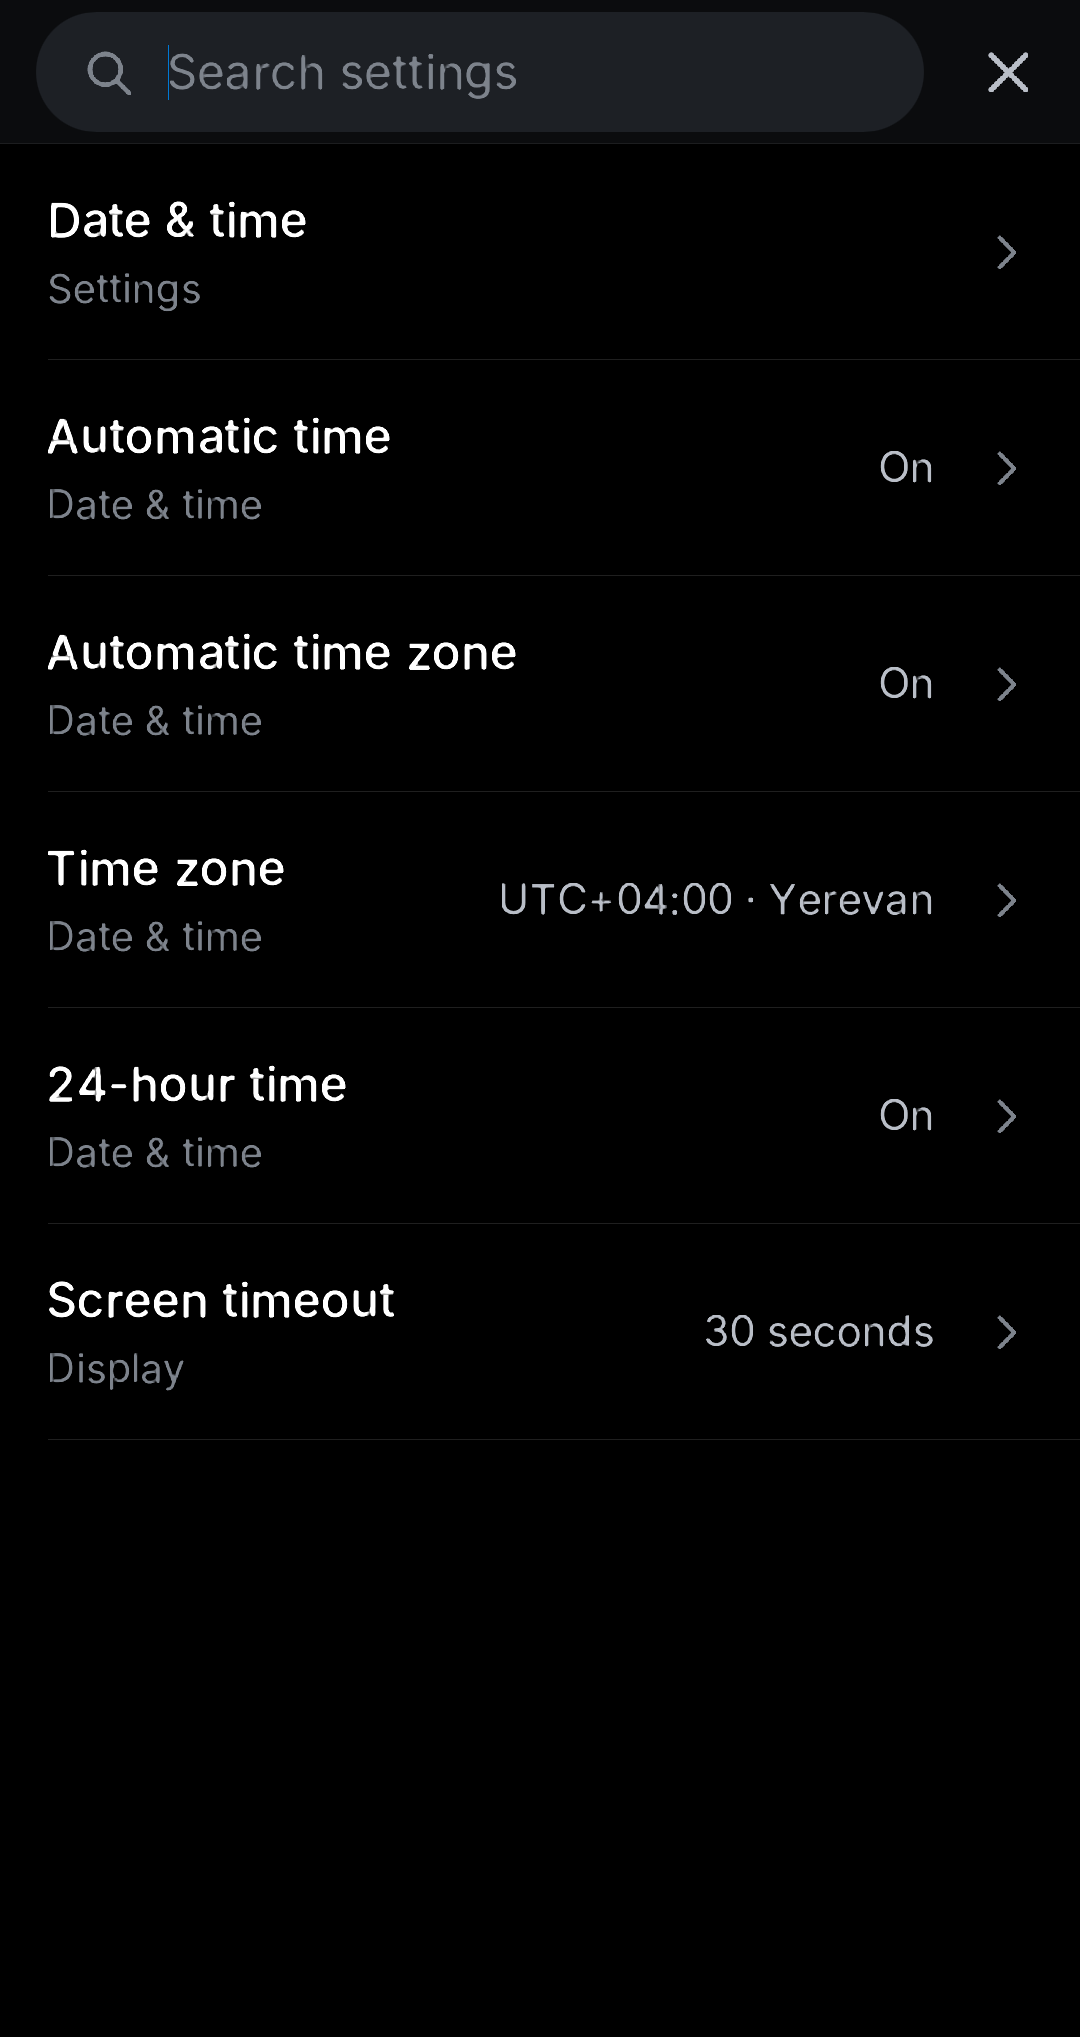 Search settings
Date & time
Settings
Automatic time
On
Date & time
Automatic time zone
On
Date & time
Time zone
UTC+04:00 · Yerevan
Date & time
24-hour time
On
Date & time
Screen timeout
30 seconds
Display